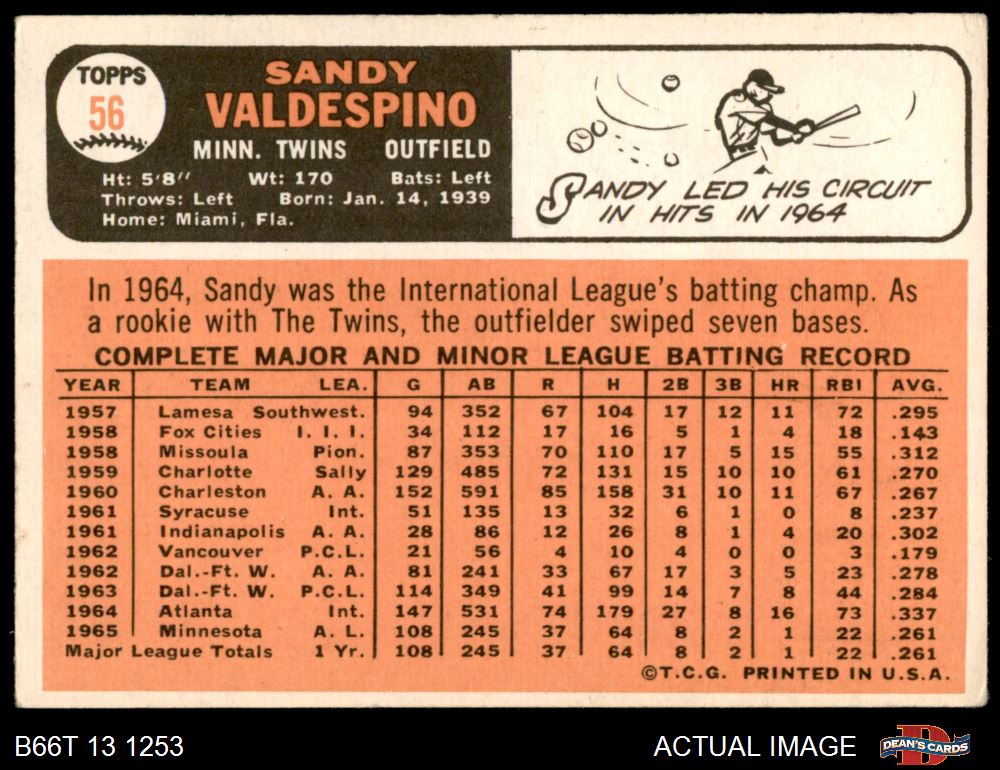 TOPPS
56
SANDY
VALDESPINO
MINN. TWINS OUTFIELD
Ht: 5'8" Wt: 170 Bats: Left
Throws: Left Born: Jan. 14, 1939
Home: Miami, Fla.
SANDY LED HIS CIRCUIT
IN HITS IN 1964
In 1964, Sandy was the International League's batting champ. As
a rookie with The Twins, the outfielder swiped seven bases.
COMPLETE MAJOR AND MINOR LEAGUE BATTING RECORD
YEAR TEAM LEA. G AB R H 2B 3B HR RBI AVG.
1957 Lamesa Southwest. 94 352 67 104 17 12 11 72 .295
1958 Fox Cities I. I. I. 34 112 17 16 5 1 4 18 .143
1958 Missoula Pion. 87 353 70 110 17 5 15 55 .312
1959 Charlotte Sally 129 485 72 131 15 10 10 61 .270
1960 Charleston A. A. 152 591 85 158 31 10 11 67 .267
1961 Syracuse Int. 51 135 13 32 6 1 0 8 .237
1961 Indianapolis A. A. 28 86 12 26 8 1 4 20 .302
1962 Vancouver P.C.L. 21 56 4 10 4 0 0 3 .179
1962 Dal.-Ft. W. A. A. 81 241 33 67 17 3 5 23 .278
1963 Dal.-Ft. W. P.C.L. 114 349 41 99 14 7 8 44 .284
1964 Atlanta Int. 147 531 74 179 27 8 16 73 .337
1965 Minnesota A. L. 108 245 37 64 8 2 1 22 .261
Major League Totals 1 Yr. 108 245 37 64 8 2 1 22 .261
©T.C.G. PRINTED IN U.S.A.
B66T 13 1253
ACTUAL IMAGE
D
DEAN'S CARDS